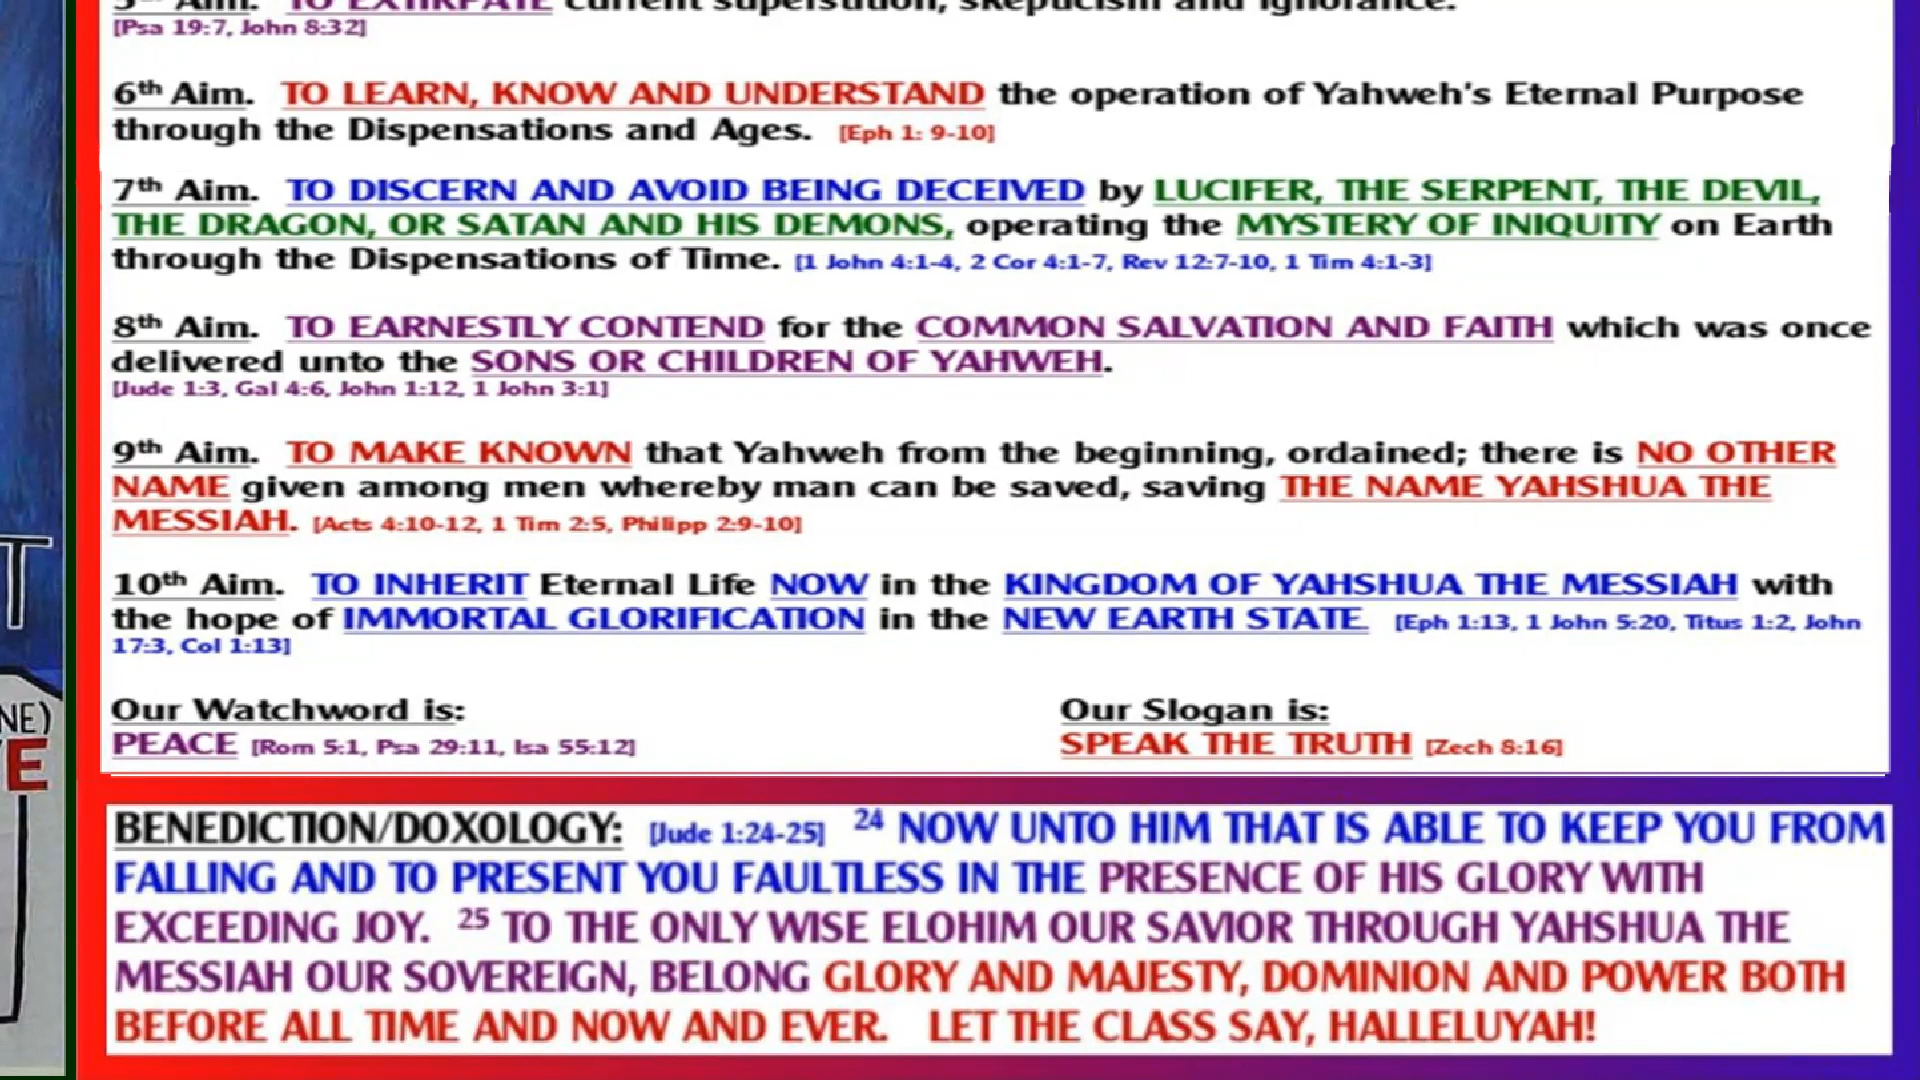 5th Aim. TO EXTIRPATE current superstition, skepticism and ignorance.
[Psa 19:7, John 8:32]
6th Aim. TO LEARN, KNOW AND UNDERSTAND the operation of Yahweh's Eternal Purpose
through the Dispensations and Ages. [Eph 1: 9-10]
7th Aim. TO DISCERN AND AVOID BEING DECEIVED by LUCIFER, THE SERPENT, THE DEVIL,
THE DRAGON, OR SATAN AND HIS DEMONS, operating the MYSTERY OF INIQUITY on Earth
through the Dispensations of Time. [1 John 4:1-4, 2 Cor 4:1-7, Rev 12:7-10, 1 Tim 4:1-3]
8th Aim. TO EARNESTLY CONTEND for the COMMON SALVATION AND FAITH which was once
delivered unto the SONS OR CHILDREN OF YAHWEH.
[Jude 1:3, Gal 4:6, John 1:12, 1 John 3:1]
9th Aim. TO MAKE KNOWN that Yahweh from the beginning, ordained; there is NO OTHER
NAME given among men whereby man can be saved, saving THE NAME YAHSHUA THE
MESSIAH. [Acts 4:10-12, 1 Tim 2:5, Philipp 2:9-10]
10th Aim. TO INHERIT Eternal Life NOW in the KINGDOM OF YAHSHUA THE MESSIAH with
the hope of IMMORTAL GLORIFICATION in the NEW EARTH STATE [Eph 1:13, 1 John 5:20, Titus 1:2, John
17:3, Col 1:13]
Our Watchword is: Our Slogan is:
PEACE [Rom 5:1, Psa 29:11, Isa 55:12] SPEAK THE TRUTH [Zech 8:16]
BENEDICTION/DOXOLOGY: [Jude 1:24-25] 24 NOW UNTO HIM THAT IS ABLE TO KEEP YOU FROM
FALLING AND TO PRESENT YOU FAULTLESS IN THE PRESENCE OF HIS GLORY WITH
EXCEEDING JOY. 25 TO THE ONLY WISE ELOHIM OUR SAVIOR THROUGH YAHSHUA THE
MESSIAH OUR SOVEREIGN, BELONG GLORY AND MAJESTY, DOMINION AND POWER BOTH
BEFORE ALL TIME AND NOW AND EVER. LET THE CLASS SAY, HALLELUYAH!
T
NE)
E